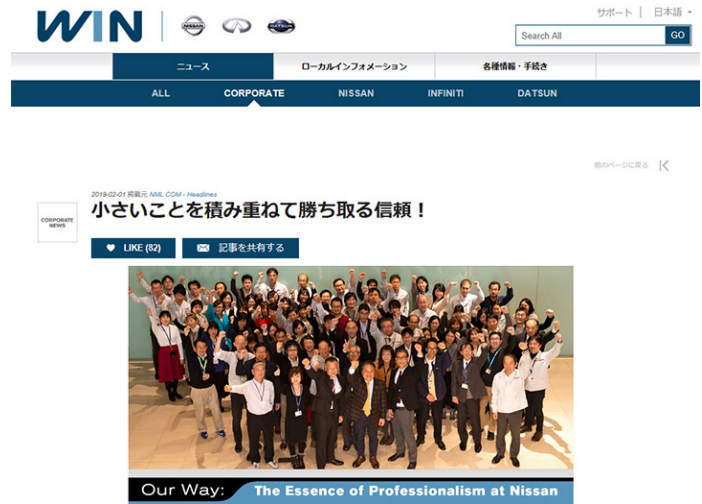 WIN
NISSAN
DATSUN
サポート | 日本語
Search All
GO
ニュース
ローカルインフォメーション
各種情報・手続き
ALL
CORPORATE
NISSAN
INFINITI
DATSUN
他のページに戻る
2019-02-01 掲載元 NML COM - Headlines
CORPORATE
NEWS
小さいことを積み重ねて勝ち取る信頼！
LIKE (82)
記事を共有する
Our Way: The Essence of Professionalism at Nissan